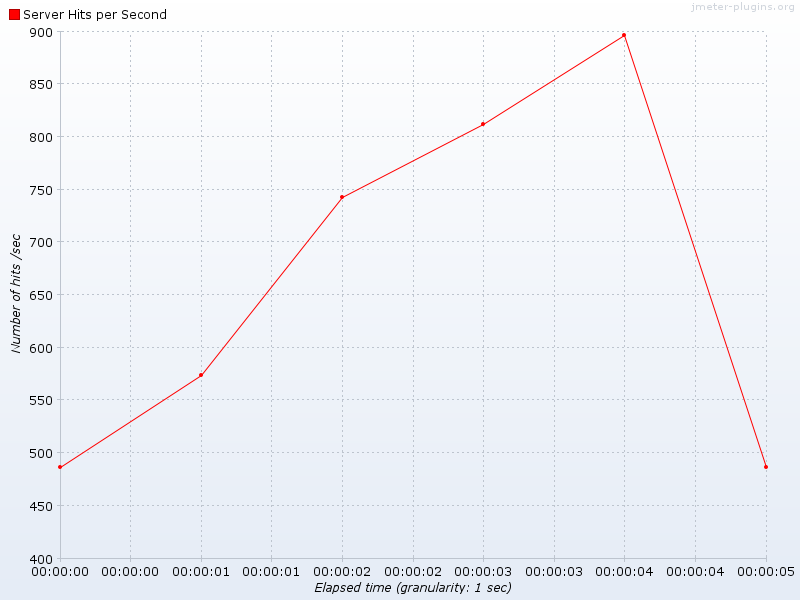 jmeter-plugins.org
Server Hits per Second
900
850
800
750
700
650
600
550
500
450
400
Number of hits /sec
00:00:00 00:00:00 00:00:01 00:00:01 00:00:02 00:00:02 00:00:03 00:00:03 00:00:04 00:00:04 00:00:05
Elapsed time (granularity: 1 sec)